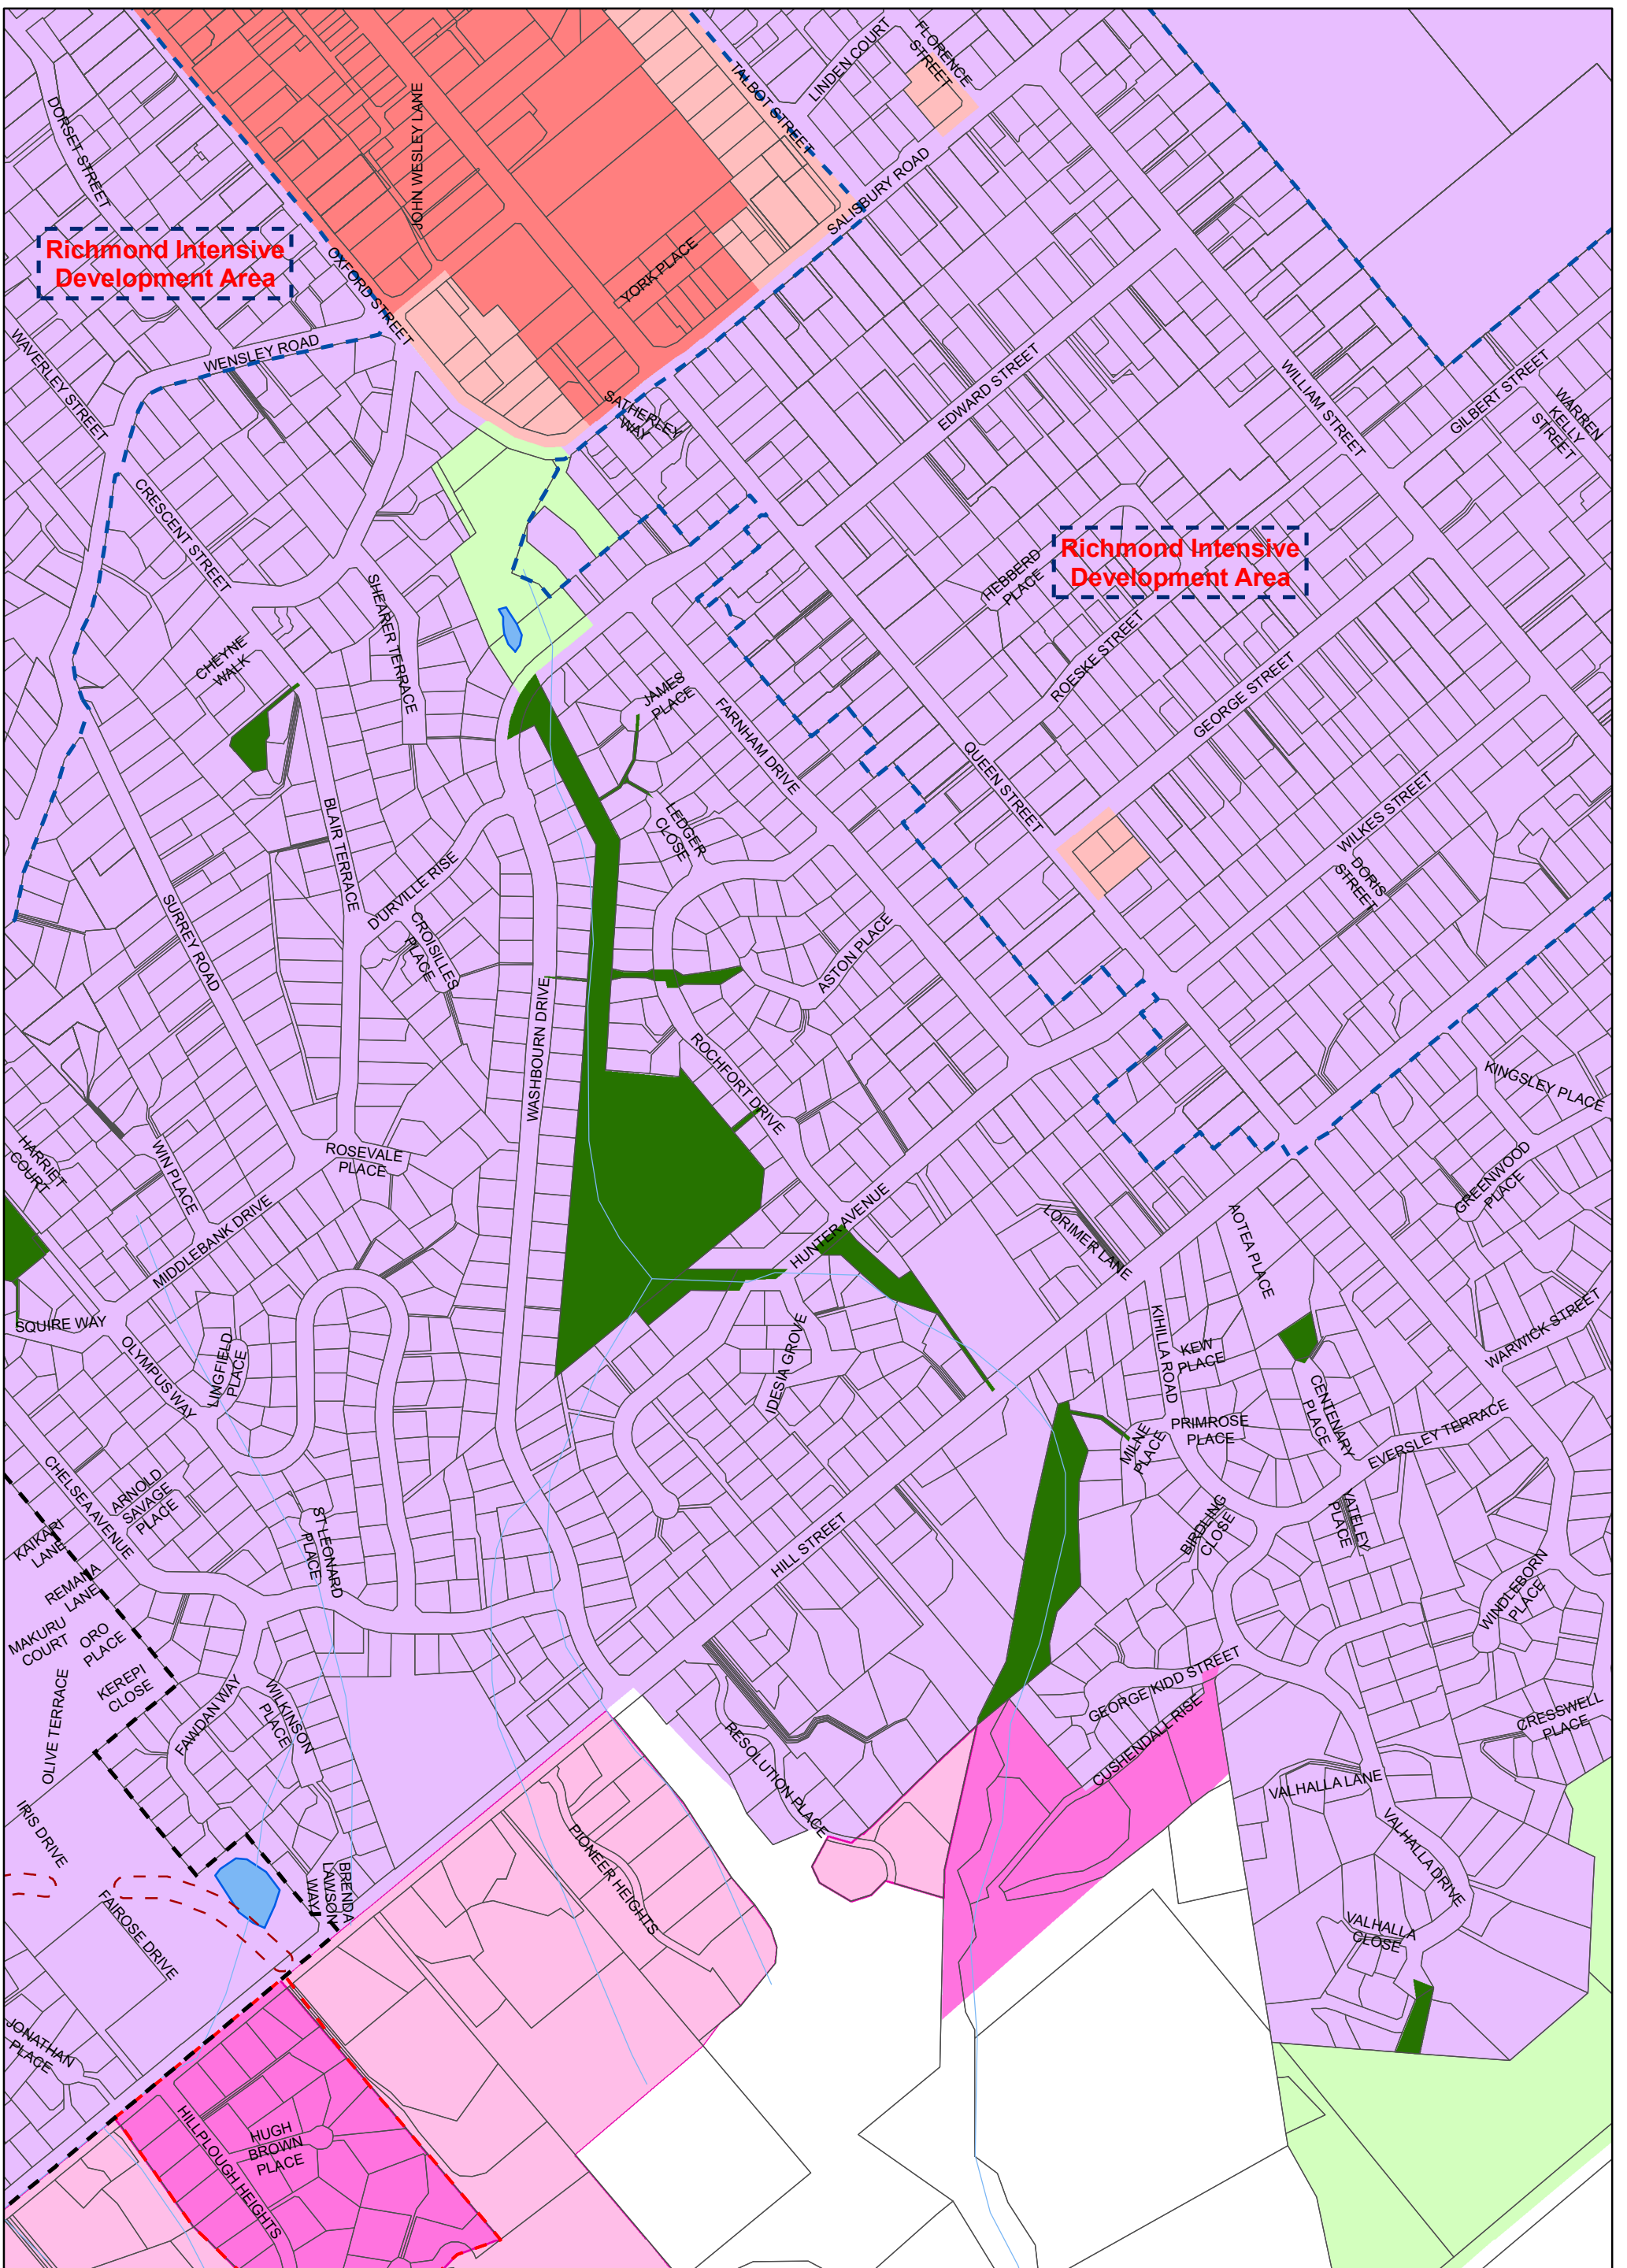 LINDEN COURT
FLORENCE
STREET
TALBOT STREET
JOHN WESLEY LANE
DORSET STREET
SALISBURY ROAD
Richmond Intensive
Development Area
OXFORD STREET
YORK PLACE
WENSLEY ROAD
WAVERLEY STREET
SATHERLEY
WAY
EDWARD STREET
WILLIAM STREET
GILBERT STREET
WARREN
KELLY
STREET
CRESCENT STREET
Richmond Intensive
Development Area
HEBBERD
PLACE
SHEARER TERRACE
CHEYNE
WALK
ROESKE STREET
GEORGE STREET
JAMES
PLACE
FARNHAM DRIVE
QUEEN STREET
BLAIR TERRACE
LEDGER
CLOSE
WILKES STREET
DORIS
STREET
D'URVILLE RISE
CROISILLES
PLACE
SURREY ROAD
ASTON PLACE
WASHBOURN DRIVE
ROCHFORT DRIVE
KINGSLEY PLACE
HARRIET
COURT
WIN PLACE
ROSEVALE
PLACE
GREENWOOD
PLACE
MIDDLEBANK DRIVE
HUNTER AVENUE
LORIMER LANE
AOTEA PLACE
SQUIRE WAY
OLYMPUS WAY
LINGFIELD
PLACE
IDESIA GROVE
KIHILLA ROAD
KEW
PLACE
WARWICK STREET
CENTENARY
PLACE
PRIMROSE
PLACE
MILNE
PLACE
EVERSLEY TERRACE
CHELSEA AVENUE
ARNOLD
SAVAGE
PLACE
ST LEONARD
PLACE
KAIKARI
LANE
REMANA
LANE
HILL STREET
BIRDLING
CLOSE
YATELEY
PLACE
WINDLEBORN
PLACE
MAKURU
COURT
ORO
PLACE
KEREPI
CLOSE
OLIVE TERRACE
FAWDAN WAY
WILKINSON
PLACE
GEORGE KIDD STREET
CUSHENDALL RISE
CRESSWELL
PLACE
RESOLUTION PLACE
VALHALLA LANE
VALHALLA DRIVE
IRIS DRIVE
PIONEER HEIGHTS
BRENDA
LAWSON
WAY
FAIROSE DRIVE
VALHALLA
CLOSE
JONATHAN
PLACE
HILLPLOUGH HEIGHTS
HUGH
BROWN
PLACE